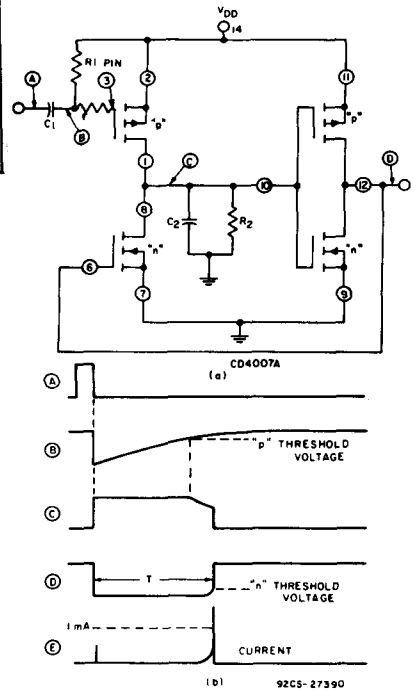 VDD
14
R1 PIN
A
C1
B
3
2
"p"
1
C
8
C2
R2
10
6
"n"
7
11
"p"
12
D
"n"
9
CD4007A
(a)
A
B
"p" THRESHOLD
VOLTAGE
C
D
T
"n" THRESHOLD
VOLTAGE
1 mA
E
CURRENT
(b)
92CS-27390